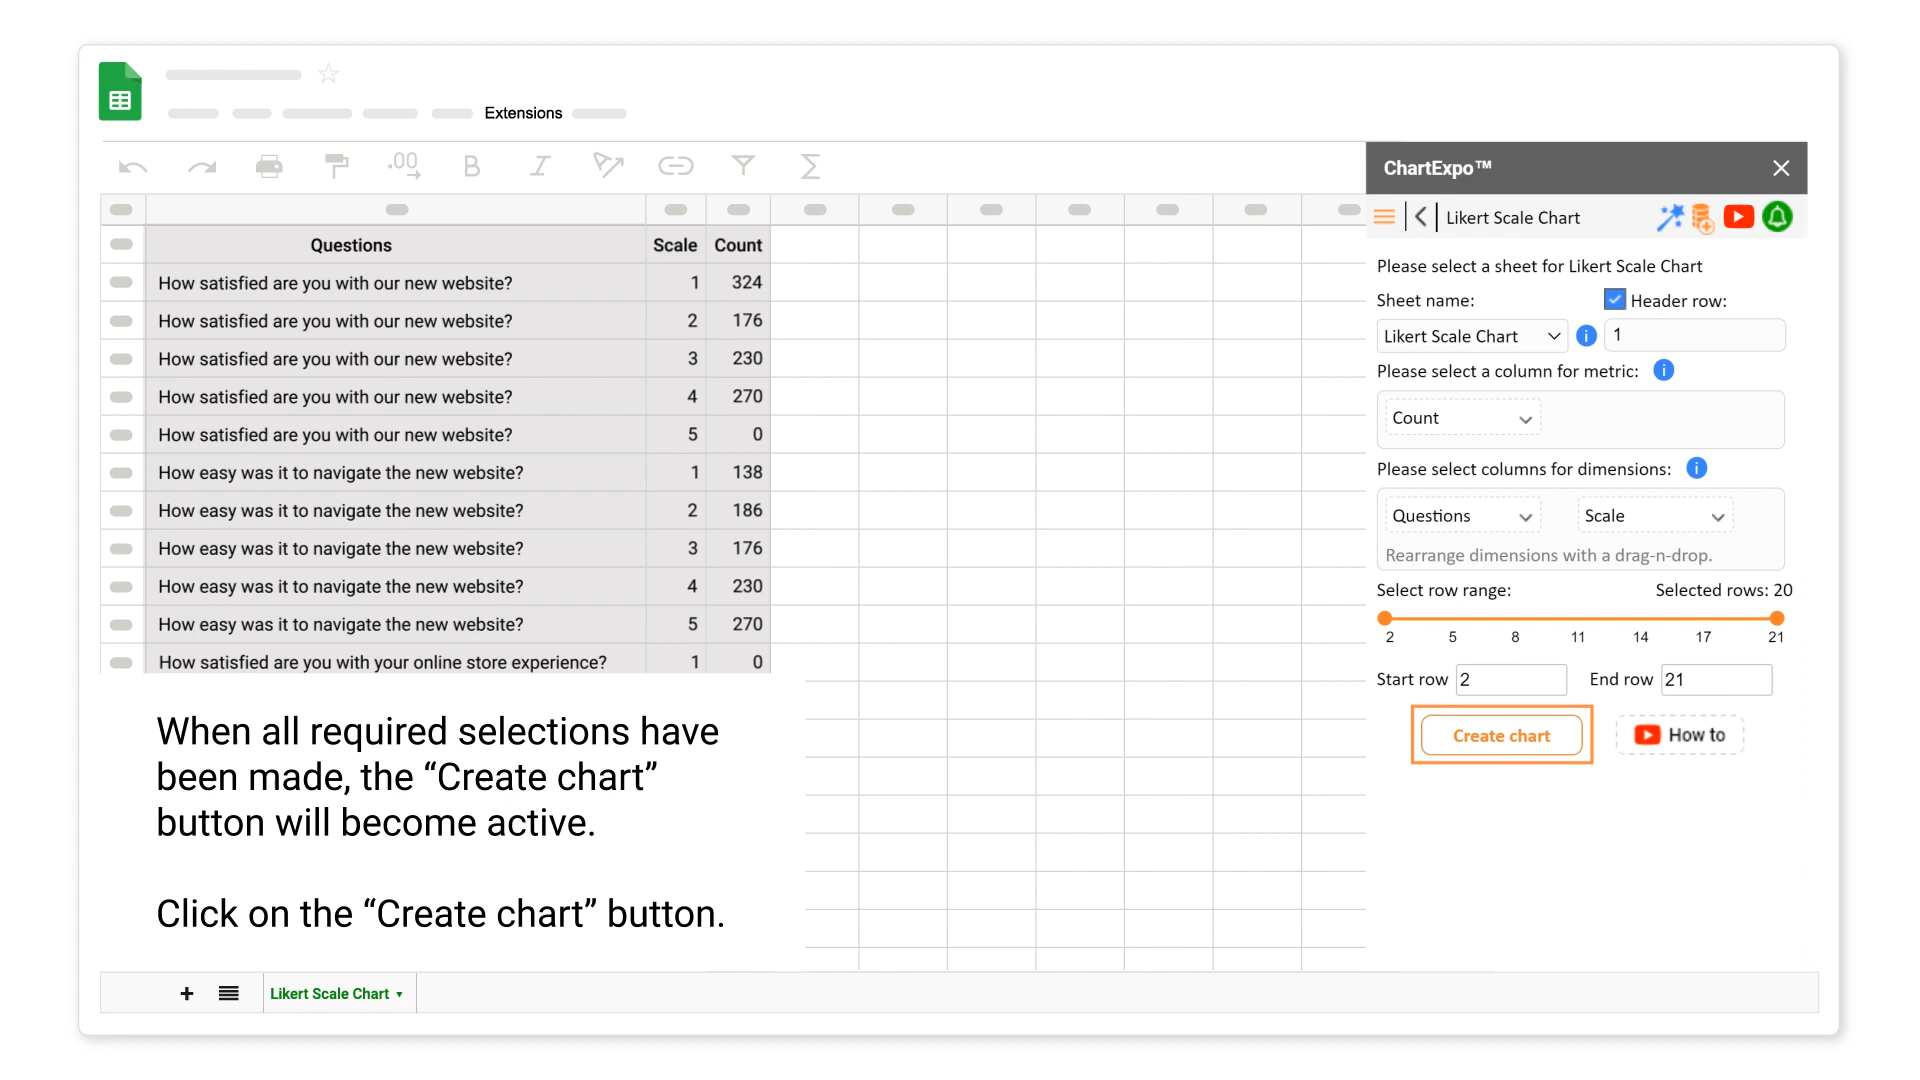 Extensions
.00
B
I
Σ
Questions Scale Count
How satisfied are you with our new website? 1 324
How satisfied are you with our new website? 2 176
How satisfied are you with our new website? 3 230
How satisfied are you with our new website? 4 270
How satisfied are you with our new website? 5 0
How easy was it to navigate the new website? 1 138
How easy was it to navigate the new website? 2 186
How easy was it to navigate the new website? 3 176
How easy was it to navigate the new website? 4 230
How easy was it to navigate the new website? 5 270
How satisfied are you with your online store experience? 1 0
When all required selections have
been made, the “Create chart”
button will become active.
Click on the “Create chart” button.
Likert Scale Chart
ChartExpo™
Likert Scale Chart
Please select a sheet for Likert Scale Chart
Sheet name: Header row:
Likert Scale Chart 1
Please select a column for metric:
Count
Please select columns for dimensions:
Questions Scale
Rearrange dimensions with a drag-n-drop.
Select row range: Selected rows: 20
2 5 8 11 14 17 21
Start row 2 End row 21
Create chart How to